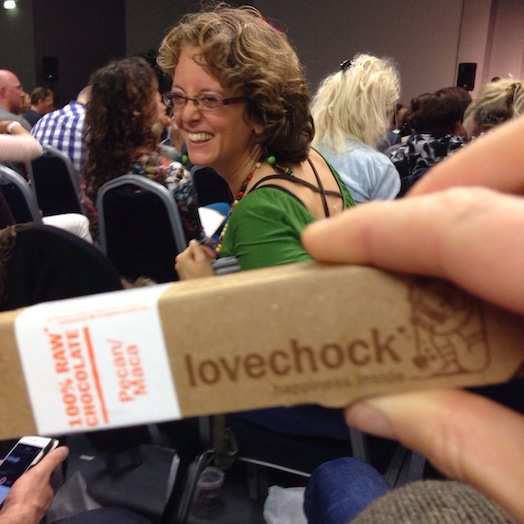 100% RAW
CHOCOLATE
Pecan/
Maca
lovechock
happiness inside